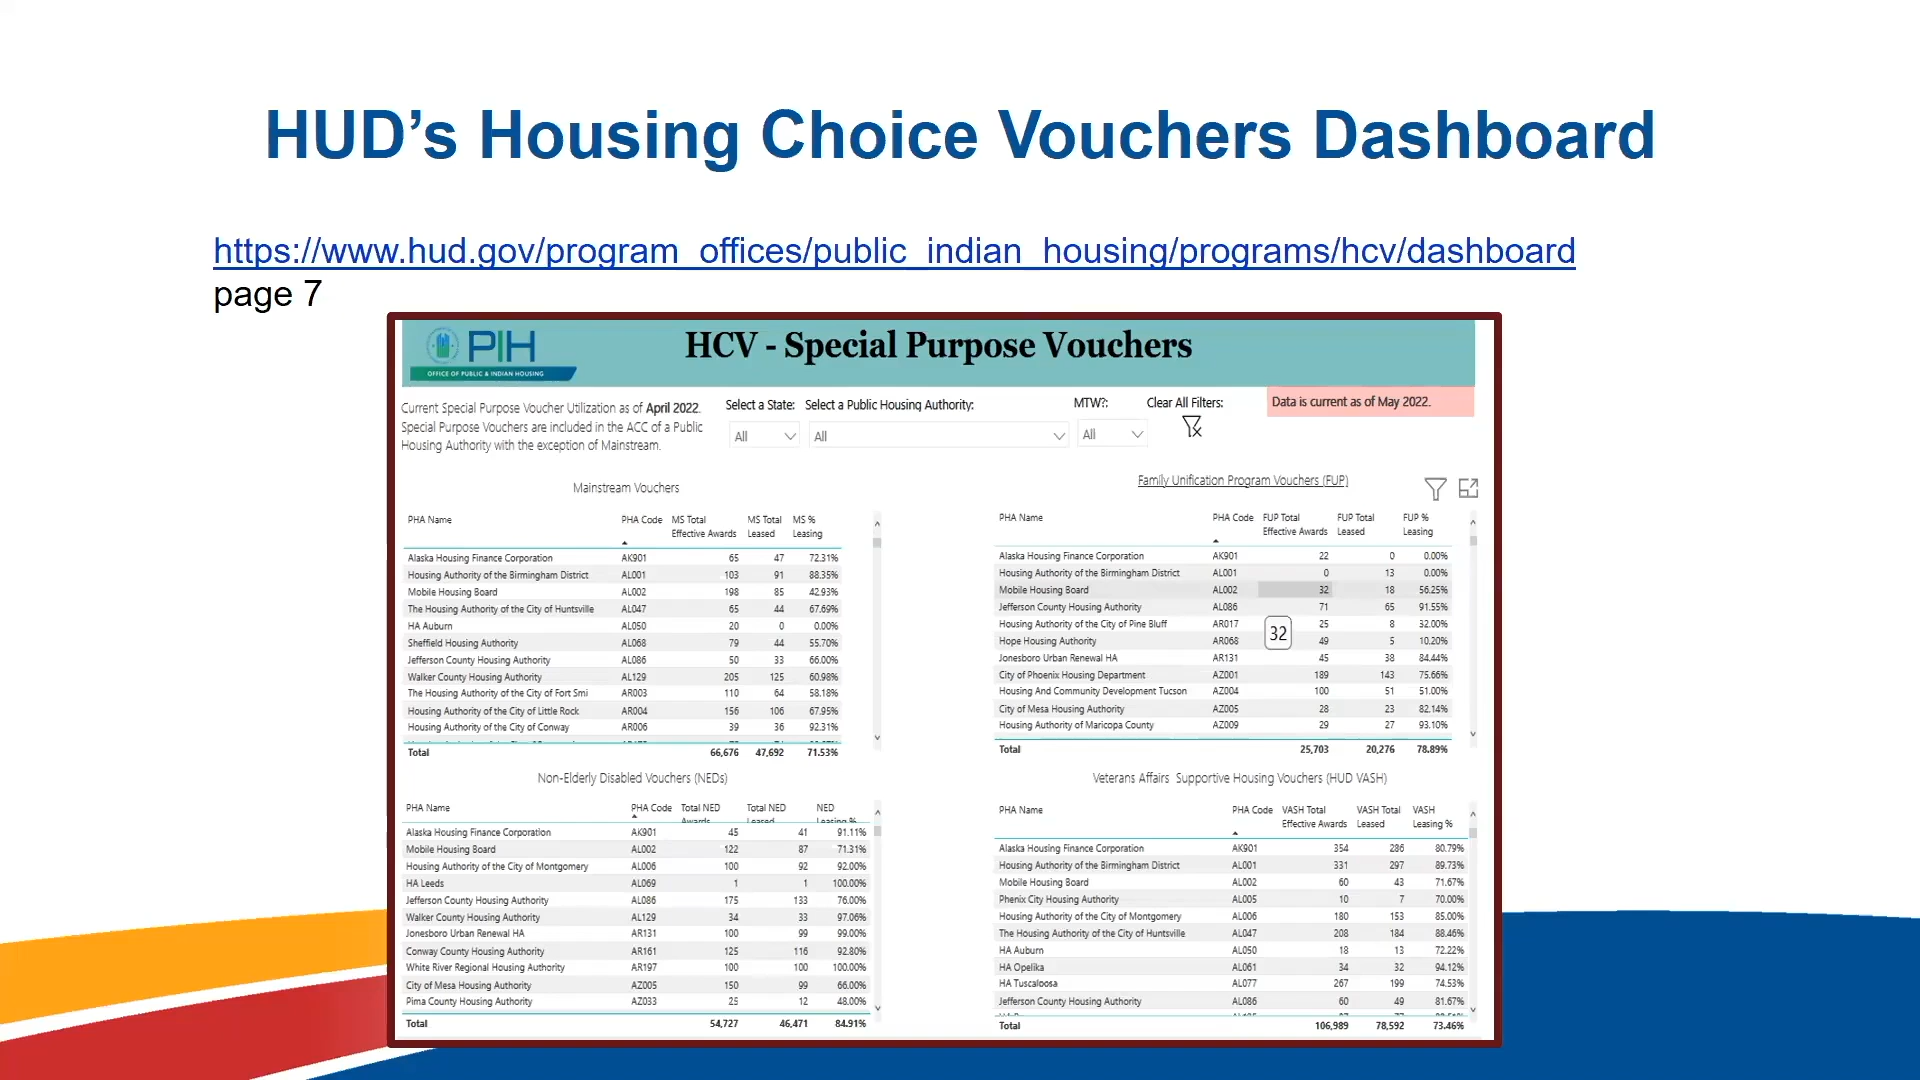 HUD’s Housing Choice Vouchers Dashboard
https://www.hud.gov/program_offices/public_indian_housing/programs/hcv/dashboard
page 7
PIH
OFFICE OF PUBLIC & INDIAN HOUSING
HCV - Special Purpose Vouchers
Current Special Purpose Voucher Utilization as of April 2022.
Special Purpose Vouchers are included in the ACC of a Public
Housing Authority with the exception of Mainstream.
Select a State: Select a Public Housing Authority: MTW?: Clear All Filters:
All All All
Data is current as of May 2022.
Mainstream Vouchers
PHA Name PHA Code MS Total Effective Awards MS Total Leased MS % Leasing
Alaska Housing Finance Corporation AK901 65 47 72.31%
Housing Authority of the Birmingham District AL001 103 91 88.35%
Mobile Housing Board AL002 198 85 42.93%
The Housing Authority of the City of Huntsville AL047 65 44 67.69%
HA Auburn AL050 20 0 0.00%
Sheffield Housing Authority AL068 79 44 55.70%
Jefferson County Housing Authority AL086 50 33 66.00%
Walker County Housing Authority AL129 205 125 60.98%
The Housing Authority of the City of Fort Smi AR003 110 64 58.18%
Housing Authority of the City of Little Rock AR004 156 106 67.95%
Housing Authority of the City of Conway AR006 39 36 92.31%
Total 66,676 47,692 71.53%
Family Unification Program Vouchers (FUP)
PHA Name PHA Code FUP Total Effective Awards FUP Total Leased FUP % Leasing
Alaska Housing Finance Corporation AK901 22 0 0.00%
Housing Authority of the Birmingham District AL001 0 13 0.00%
Mobile Housing Board AL002 32 18 56.25%
Jefferson County Housing Authority AL086 71 65 91.55%
Housing Authority of the City of Pine Bluff AR017 25 8 32.00%
32
Hope Housing Authority AR068 49 5 10.20%
Jonesboro Urban Renewal HA AR131 45 38 84.44%
City of Phoenix Housing Department AZ001 189 143 75.66%
Housing And Community Development Tucson AZ004 100 51 51.00%
City of Mesa Housing Authority AZ005 28 23 82.14%
Housing Authority of Maricopa County AZ009 29 27 93.10%
Total 25,703 20,276 78.89%
Non-Elderly Disabled Vouchers (NEDs)
PHA Name PHA Code Total NED Awards Total NED Leased NED Leasing %
Alaska Housing Finance Corporation AK901 45 41 91.11%
Mobile Housing Board AL002 122 87 71.31%
Housing Authority of the City of Montgomery AL006 100 92 92.00%
HA Leeds AL069 1 1 100.00%
Jefferson County Housing Authority AL086 175 133 76.00%
Walker County Housing Authority AL129 34 33 97.06%
Jonesboro Urban Renewal HA AR131 100 99 99.00%
Conway County Housing Authority AR161 125 116 92.80%
White River Regional Housing Authority AR197 100 100 100.00%
City of Mesa Housing Authority AZ005 150 99 66.00%
Pima County Housing Authority AZ033 25 12 48.00%
Total 54,727 46,471 84.91%
Veterans Affairs Supportive Housing Vouchers (HUD VASH)
PHA Name PHA Code VASH Total Effective Awards VASH Total Leased VASH Leasing %
Alaska Housing Finance Corporation AK901 354 286 80.79%
Housing Authority of the Birmingham District AL001 331 297 89.73%
Mobile Housing Board AL002 60 43 71.67%
Phenix City Housing Authority AL005 10 7 70.00%
Housing Authority of the City of Montgomery AL006 180 153 85.00%
The Housing Authority of the City of Huntsville AL047 208 184 88.46%
HA Auburn AL050 18 13 72.22%
HA Opelika AL061 34 32 94.12%
HA Tuscaloosa AL077 267 199 74.53%
Jefferson County Housing Authority AL086 60 49 81.67%
Total 106,989 78,592 73.46%